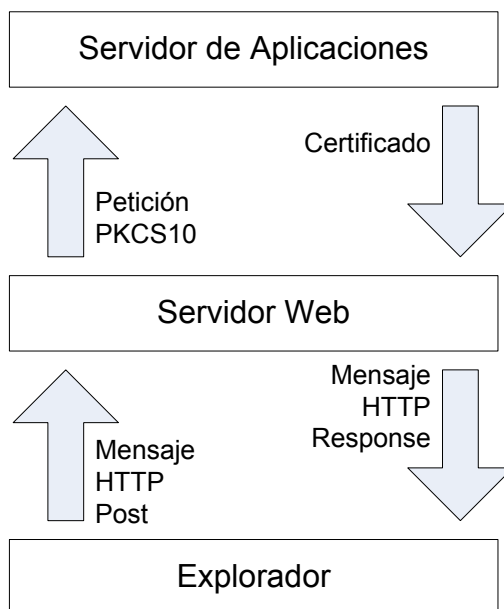 Servidor de Aplicaciones
Certificado
Petición
PKCS10
Servidor Web
Mensaje
HTTP
Response
Mensaje
HTTP
Post
Explorador